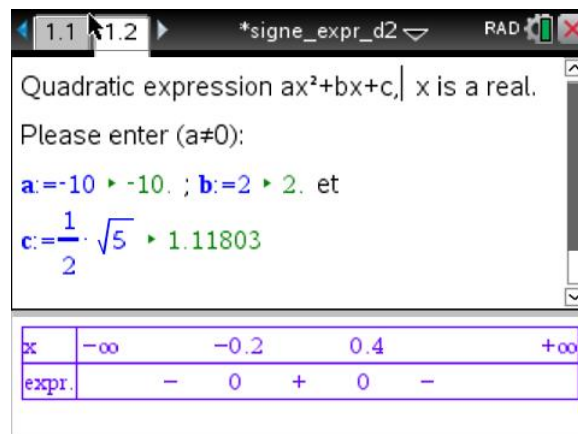 1.1 1.2 *signe_expr_d2 RAD
Quadratic expression ax²+bx+c, x is a real.
Please enter (a≠0):
a:=-10 ▸ -10. ; b:=2 ▸ 2. et
c:=1/2·√5 ▸ 1.11803
x -∞ -0.2 0.4 +∞
expr. - 0 + 0 -